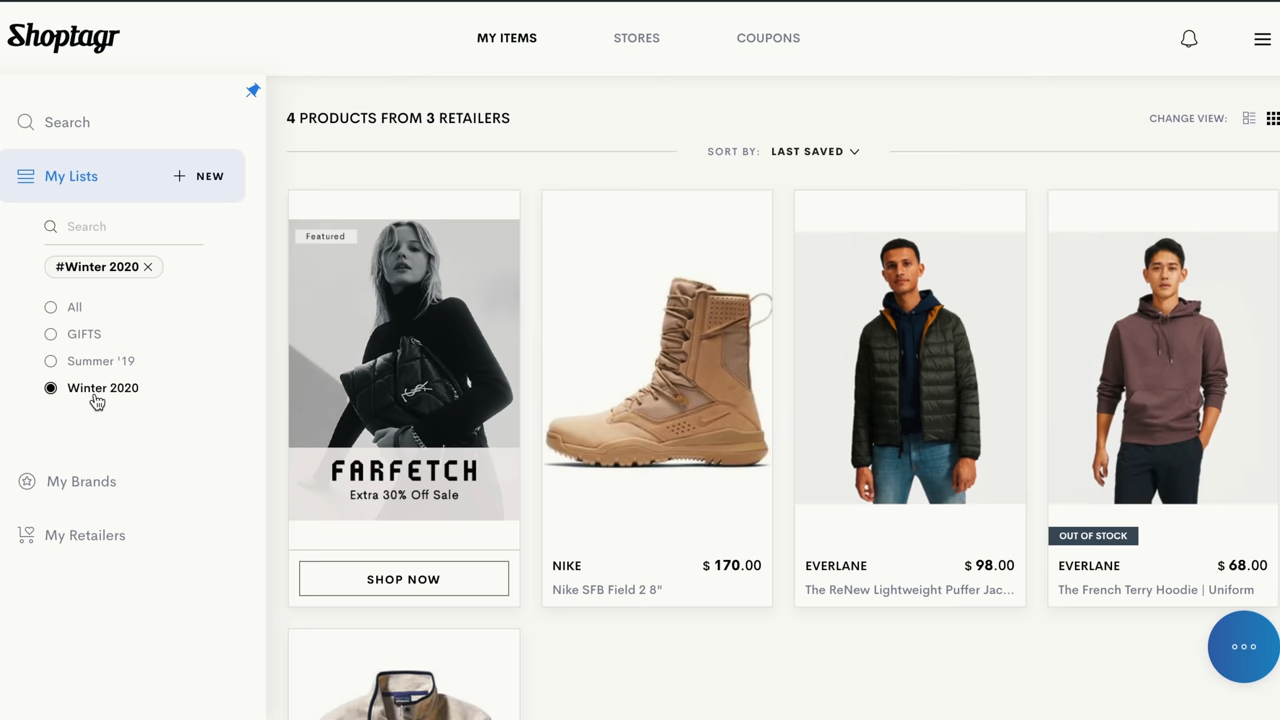 Shoptagr
MY ITEMS
STORES
COUPONS
Search
My Lists
+ NEW
Search
#Winter 2020 ×
All
GIFTS
Summer '19
Winter 2020
My Brands
My Retailers
4 PRODUCTS FROM 3 RETAILERS
CHANGE VIEW:
SORT BY: LAST SAVED
Featured
YSL
FARFETCH
Extra 30% Off Sale
SHOP NOW
NIKE $ 170.00
Nike SFB Field 2 8"
EVERLANE $ 98.00
The ReNew Lightweight Puffer Jac...
OUT OF STOCK
EVERLANE $ 68.00
The French Terry Hoodie | Uniform